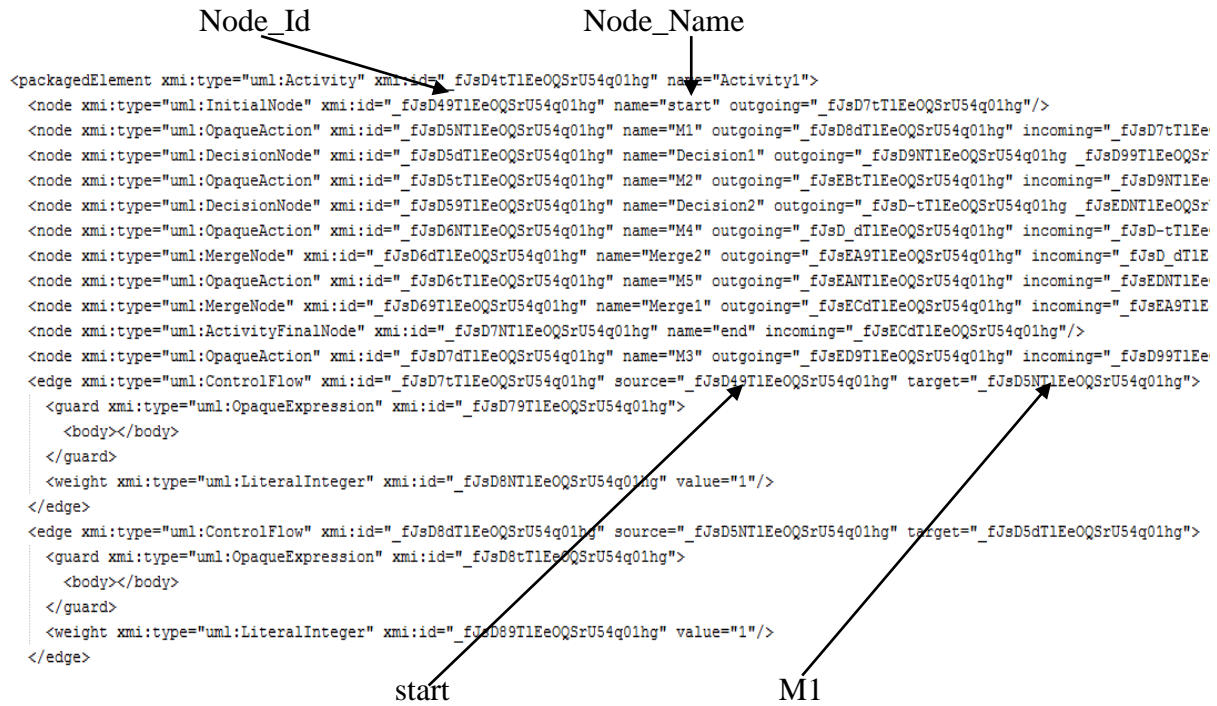 Node_Id Node_Name
<packagedElement xmi:type="uml:Activity" xmi:id="_fJsD4tTlEeOQSrU54q01hg" name="Activity1">
<node xmi:type="uml:InitialNode" xmi:id="_fJsD49TlEeOQSrU54q01hg" name="start" outgoing="_fJsD7tTlEeOQSrU54q01hg"/>
<node xmi:type="uml:OpaqueAction" xmi:id="_fJsD5NTlEeOQSrU54q01hg" name="M1" outgoing="_fJsD8dTlEeOQSrU54q01hg" incoming="_fJsD7tTlEe
<node xmi:type="uml:DecisionNode" xmi:id="_fJsD5dTlEeOQSrU54q01hg" name="Decision1" outgoing="_fJsD9NTlEeOQSrU54q01hg _fJsD99TlEeOQSr
<node xmi:type="uml:OpaqueAction" xmi:id="_fJsD5tTlEeOQSrU54q01hg" name="M2" outgoing="_fJsEBtTlEeOQSrU54q01hg" incoming="_fJsD9NTlEe
<node xmi:type="uml:DecisionNode" xmi:id="_fJsD59TlEeOQSrU54q01hg" name="Decision2" outgoing="_fJsD-tTlEeOQSrU54q01hg _fJsEDNTlEeOQSr
<node xmi:type="uml:OpaqueAction" xmi:id="_fJsD6NTlEeOQSrU54q01hg" name="M4" outgoing="_fJsD_dTlEeOQSrU54q01hg" incoming="_fJsD-tTlEe
<node xmi:type="uml:MergeNode" xmi:id="_fJsD6dTlEeOQSrU54q01hg" name="Merge2" outgoing="_fJsEA9TlEeOQSrU54q01hg" incoming="_fJsD_dTlE
<node xmi:type="uml:OpaqueAction" xmi:id="_fJsD6tTlEeOQSrU54q01hg" name="M5" outgoing="_fJsEANTlEeOQSrU54q01hg" incoming="_fJsEDNTlEe
<node xmi:type="uml:MergeNode" xmi:id="_fJsD69TlEeOQSrU54q01hg" name="Merge1" outgoing="_fJsECdTlEeOQSrU54q01hg" incoming="_fJsEA9TlE
<node xmi:type="uml:ActivityFinalNode" xmi:id="_fJsD7NTlEeOQSrU54q01hg" name="end" incoming="_fJsECdTlEeOQSrU54q01hg"/>
<node xmi:type="uml:OpaqueAction" xmi:id="_fJsD7dTlEeOQSrU54q01hg" name="M3" outgoing="_fJsED9TlEeOQSrU54q01hg" incoming="_fJsD99TlEe
<edge xmi:type="uml:ControlFlow" xmi:id="_fJsD7tTlEeOQSrU54q01hg" source="_fJsD49TlEeOQSrU54q01hg" target="_fJsD5NTlEeOQSrU54q01hg">
<guard xmi:type="uml:OpaqueExpression" xmi:id="_fJsD79TlEeOQSrU54q01hg">
<body></body>
</guard>
<weight xmi:type="uml:LiteralInteger" xmi:id="_fJsD8NTlEeOQSrU54q01hg" value="1"/>
</edge>
<edge xmi:type="uml:ControlFlow" xmi:id="_fJsD8dTlEeOQSrU54q01hg" source="_fJsD5NTlEeOQSrU54q01hg" target="_fJsD5dTlEeOQSrU54q01hg">
<guard xmi:type="uml:OpaqueExpression" xmi:id="_fJsD8tTlEeOQSrU54q01hg">
<body></body>
</guard>
<weight xmi:type="uml:LiteralInteger" xmi:id="_fJsD89TlEeOQSrU54q01hg" value="1"/>
</edge>
start M1